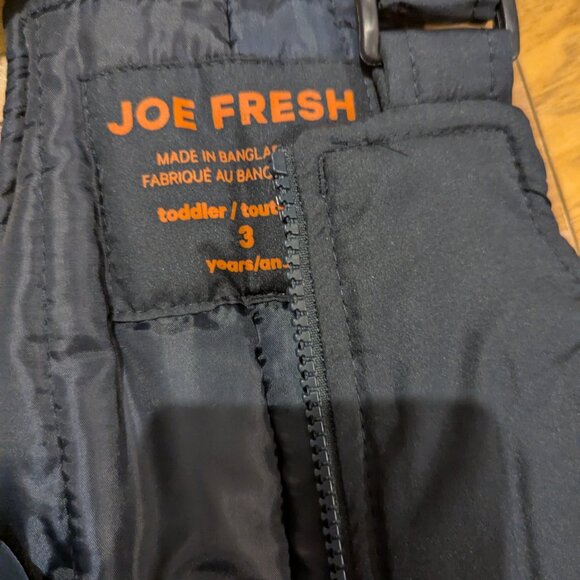 JOE FRESH
MADE IN BANGLA
FABRIQUÉ AU BANG
toddler / tout
3
years/an